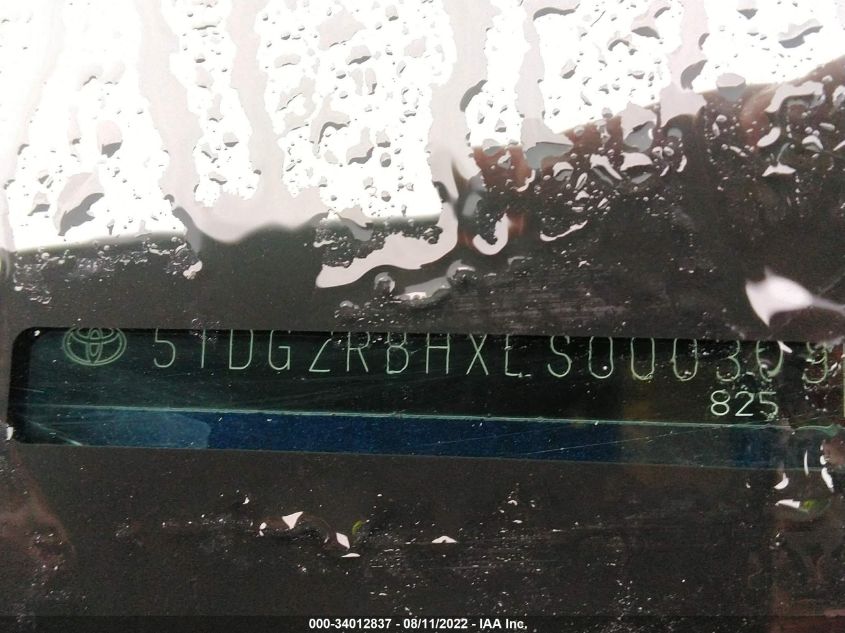 5TDGZRBHXLS000309
825
000-34012837 - 08/11/2022 - IAA Inc.